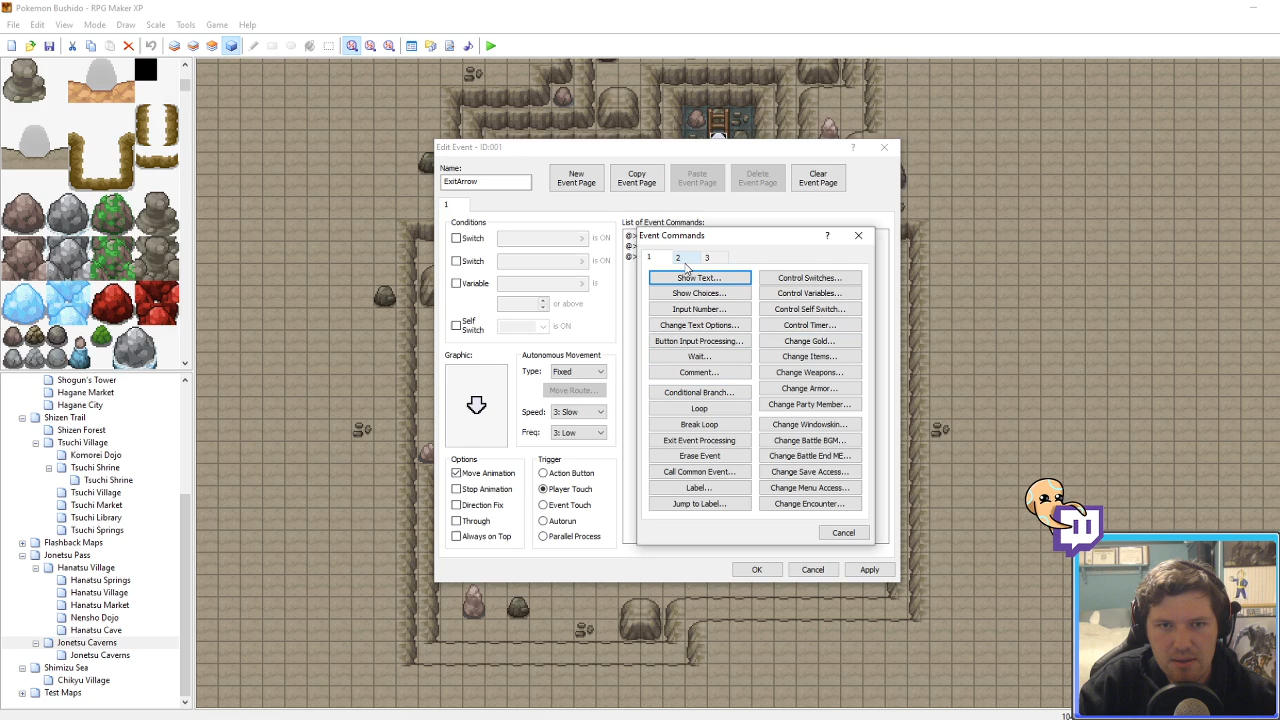 Pokemon Bushido - RPG Maker XP
File Edit View Mode Draw Scale Tools Game Help
Edit Event - ID:001
Name:
ExitArrow
New Event Page
Copy Event Page
Paste Event Page
Delete Event Page
Clear Event Page
1
Conditions
Switch
is ON
Switch
is ON
Variable
is
or above
Self Switch
is ON
Graphic:
Autonomous Movement
Type: Fixed
Move Route...
Speed: 3: Slow
Freq: 3: Low
Options
Move Animation
Stop Animation
Direction Fix
Through
Always on Top
Trigger
Action Button
Player Touch
Event Touch
Autorun
Parallel Process
List of Event Commands:
@>
@>
@>
OK
Cancel
Apply
Event Commands
1 2 3
Show Text...
Show Choices...
Input Number...
Change Text Options...
Button Input Processing...
Wait...
Comment...
Conditional Branch...
Loop
Break Loop
Exit Event Processing
Erase Event
Call Common Event...
Label...
Jump to Label...
Control Switches...
Control Variables...
Control Self Switch...
Control Timer...
Change Gold...
Change Items...
Change Weapons...
Change Armor...
Change Party Member...
Change Windowskin...
Change Battle BGM...
Change Battle End ME...
Change Save Access...
Change Menu Access...
Change Encounter...
Cancel
Shogun's Tower
Hagane Market
Hagane City
Shizen Trail
Shizen Forest
Tsuchi Village
Komorei Dojo
Tsuchi Shrine
Tsuchi Shrine
Tsuchi Village
Tsuchi Market
Tsuchi Library
Tsuchi Springs
Flashback Maps
Jonetsu Pass
Hanatsu Village
Hanatsu Springs
Hanatsu Village
Hanatsu Market
Nensho Dojo
Hanatsu Cave
Jonetsu Caverns
Jonetsu Caverns
Shimizu Sea
Chikyu Village
Test Maps